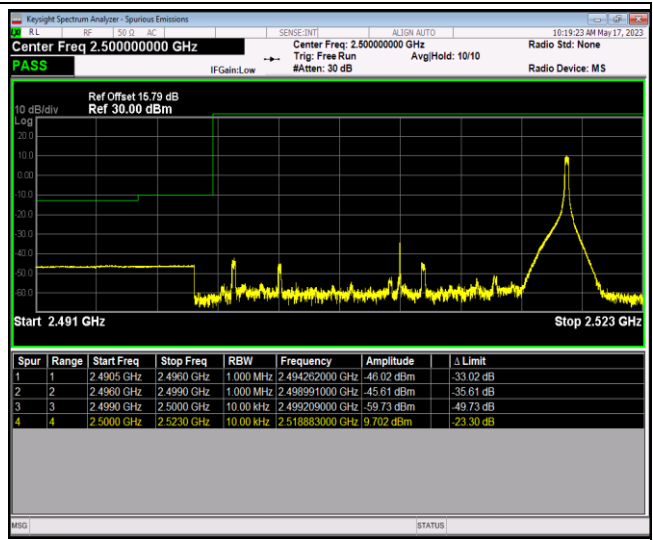 Keysight Spectrum Analyzer - Spurious Emissions
RL RF 50 Ω AC SENSE:INT ALIGN AUTO 10:19:23 AM May 17, 2023
Center Freq 2.500000000 GHz Center Freq: 2.500000000 GHz Radio Std: None
Trig: Free Run Avg|Hold: 10/10
PASS IFGain:Low #Atten: 30 dB Radio Device: MS
Ref Offset 15.79 dB
10 dB/div Ref 30.00 dBm
Log
20.0
10.0
0.00
-10.0
-20.0
-30.0
-40.0
-50.0
-60.0
Start 2.491 GHz Stop 2.523 GHz
Spur Range Start Freq Stop Freq RBW Frequency Amplitude Δ Limit
1 1 2.4905 GHz 2.4960 GHz 1.000 MHz 2.494262000 GHz -46.02 dBm -33.02 dB
2 2 2.4960 GHz 2.4990 GHz 1.000 MHz 2.498991000 GHz -45.61 dBm -35.61 dB
3 3 2.4990 GHz 2.5000 GHz 10.00 kHz 2.499209000 GHz -59.73 dBm -49.73 dB
4 4 2.5000 GHz 2.5230 GHz 10.00 kHz 2.518883000 GHz 9.702 dBm -23.30 dB
MSG STATUS